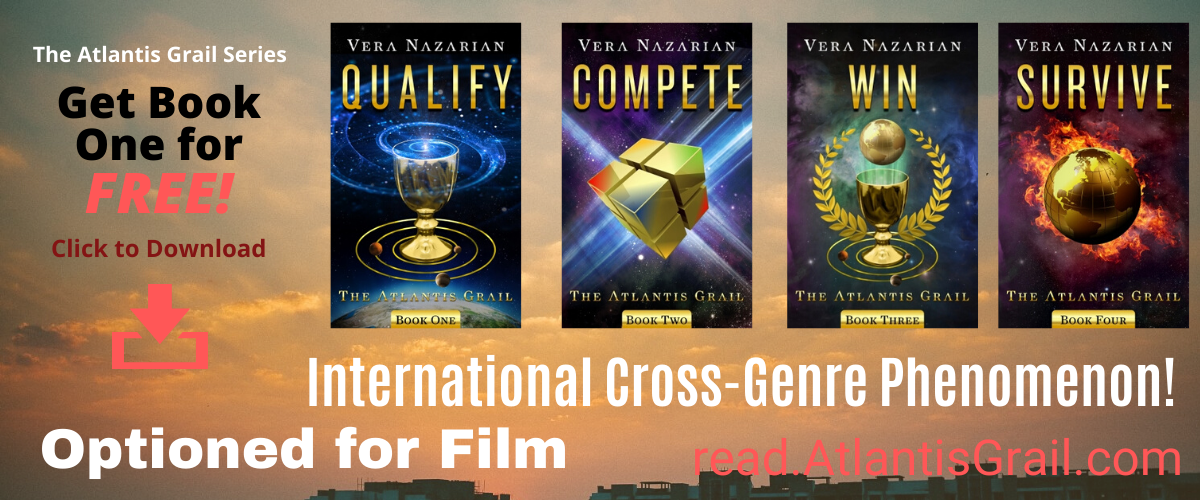 The Atlantis Grail Series
Get Book
One for
FREE!
Click to Download
VERA NAZARIAN
QUALIFY
THE ATLANTIS GRAIL
BOOK ONE
VERA NAZARIAN
COMPETE
THE ATLANTIS GRAIL
BOOK TWO
VERA NAZARIAN
WIN
THE ATLANTIS GRAIL
BOOK THREE
VERA NAZARIAN
SURVIVE
THE ATLANTIS GRAIL
BOOK FOUR
International Cross-Genre Phenomenon!
Optioned for Film
read.AtlantisGrail.com